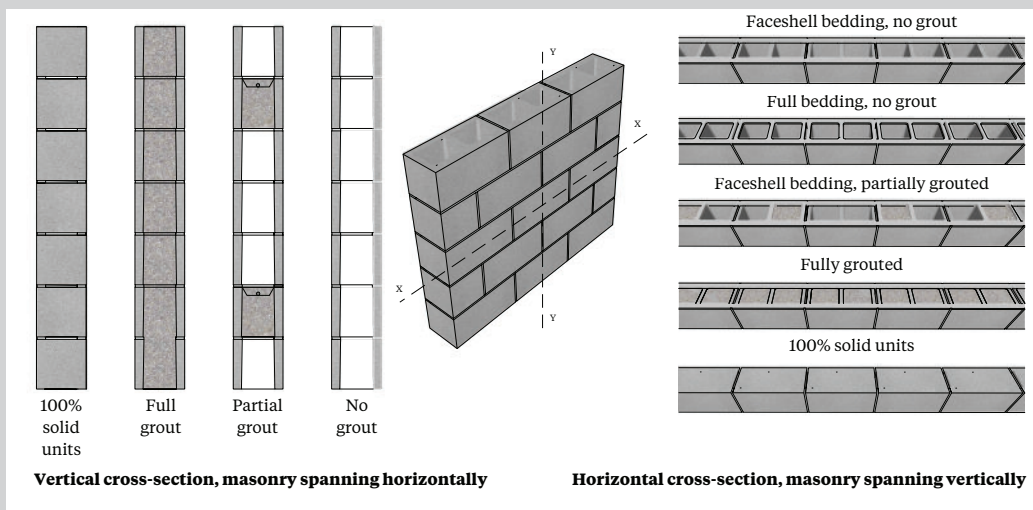 100%
solid
units
Full
grout
Partial
grout
No
grout
Vertical cross-section, masonry spanning horizontally
Y
X
X
Y
Faceshell bedding, no grout
Full bedding, no grout
Faceshell bedding, partially grouted
Fully grouted
100% solid units
Horizontal cross-section, masonry spanning vertically